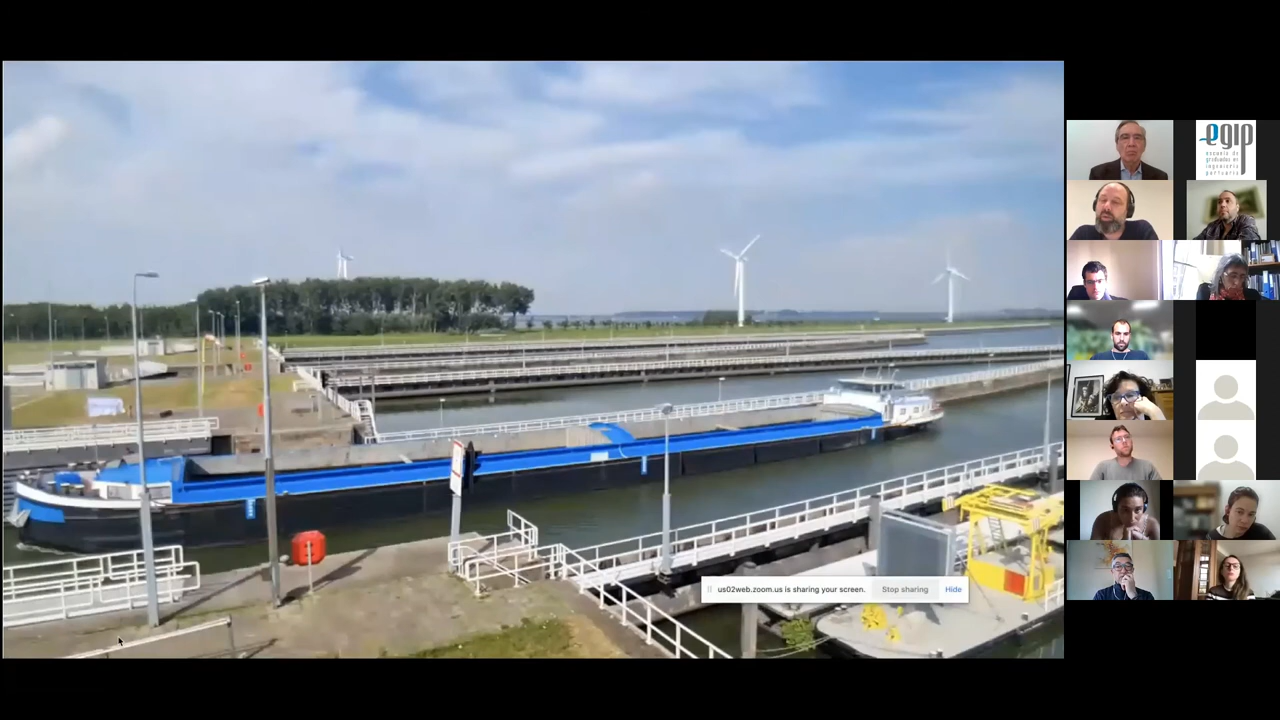 egip
escuela de
graduados en
ingeniería
portuaria
us02web.zoom.us is sharing your screen.
Stop sharing
Hide